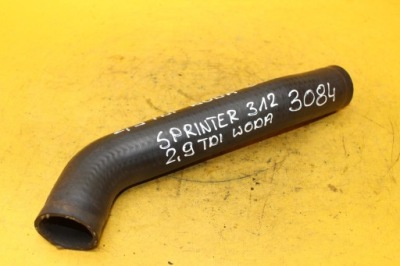 SPRINTER 312 3084
2,9 TDI WODA